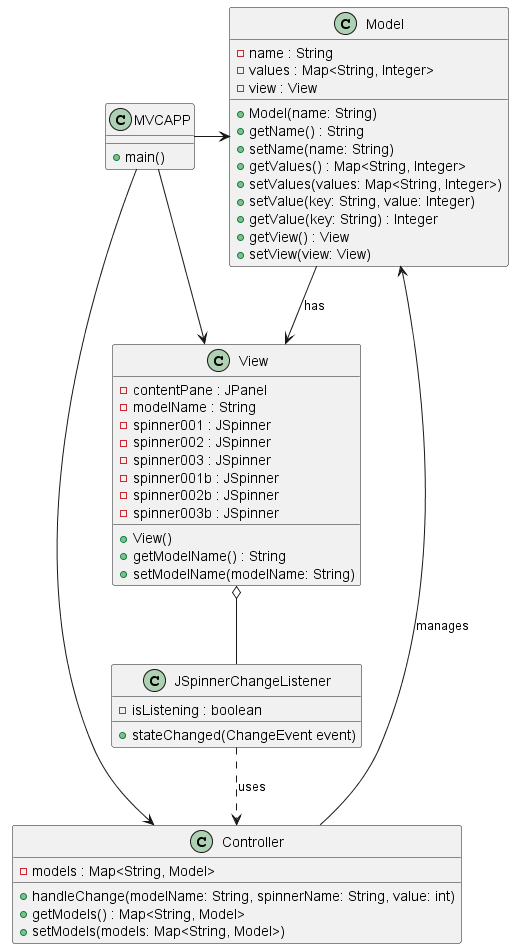 C Model
name : String
values : Map<String, Integer>
view : View
Model(name: String)
getName() : String
setName(name: String)
getValues() : Map<String, Integer>
setValues(values: Map<String, Integer>)
setValue(key: String, value: Integer)
getValue(key: String) : Integer
getView() : View
setView(view: View)
C MVCAPP
main()
has
C View
contentPane : JPanel
modelName : String
spinner001 : JSpinner
spinner002 : JSpinner
spinner003 : JSpinner
spinner001b : JSpinner
spinner002b : JSpinner
spinner003b : JSpinner
View()
getModelName() : String
setModelName(modelName: String)
manages
C JSpinnerChangeListener
isListening : boolean
stateChanged(ChangeEvent event)
uses
C Controller
models : Map<String, Model>
handleChange(modelName: String, spinnerName: String, value: int)
getModels() : Map<String, Model>
setModels(models: Map<String, Model>)